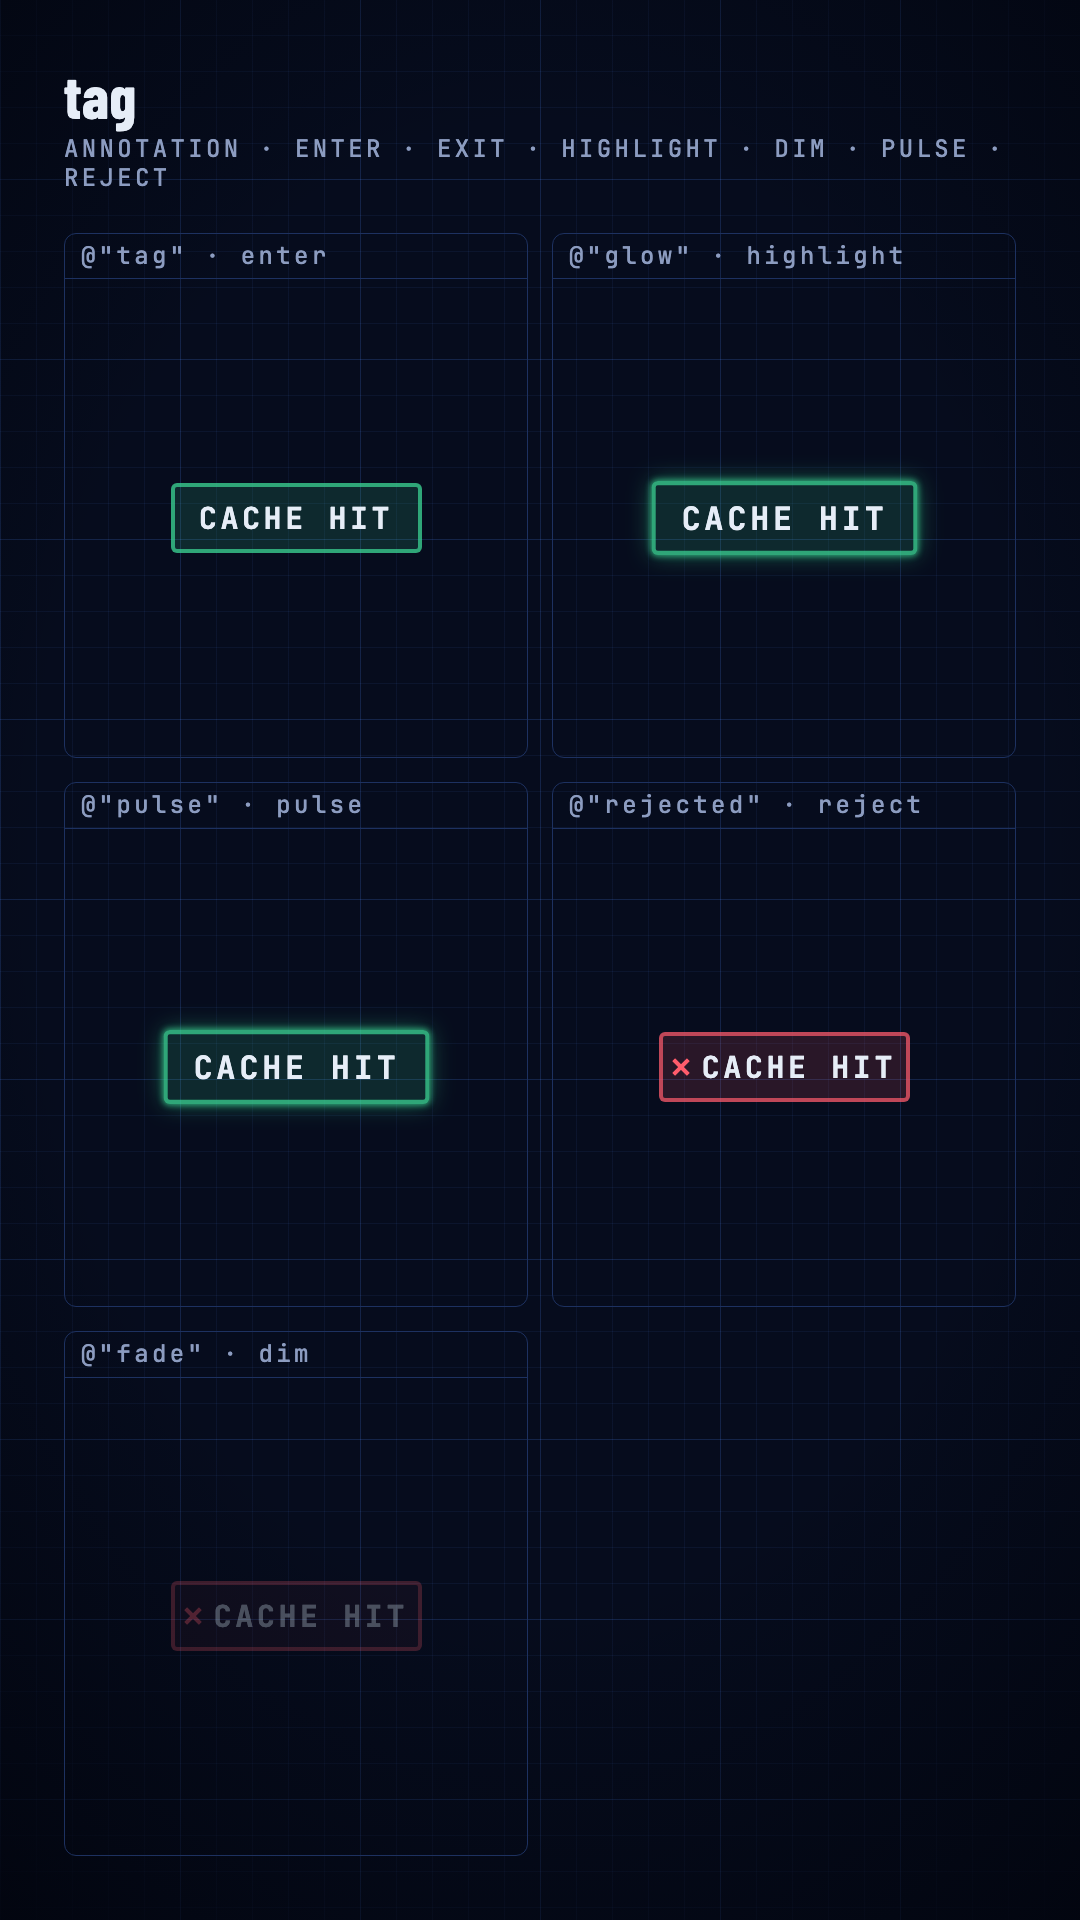 tag
ANNOTATION · ENTER · EXIT · HIGHLIGHT · DIM · PULSE ·
REJECT
@"tag" · enter
@"glow" · highlight
CACHE HIT
CACHE HIT
@"pulse" · pulse
@"rejected" · reject
CACHE HIT
× CACHE HIT
@"fade" · dim
× CACHE HIT